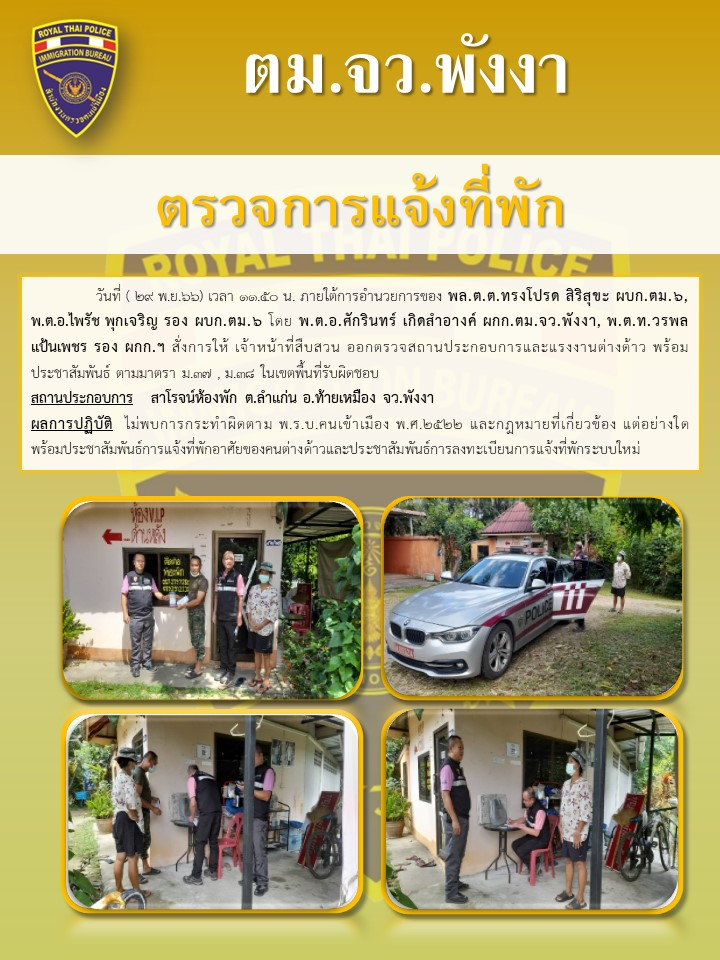 ROYAL THAI POLICE
IMMIGRATION BUREAU
สำนักงานตรวจคนเข้าเมือง
ตม.จว.พังงา
ตรวจการแจ้งที่พัก
ROYAL THAI POLICE
วันที่ ( ๒๙ พ.ย.๖๖) เวลา ๑๑.๕๐ น. ภายใต้การอำนวยการของ พล.ต.ต.ทรงโปรด สิริสุขะ ผบก.ตม.๖,
พ.ต.อ.ไพรัช พุกเจริญ รอง ผบก.ตม.๖ โดย พ.ต.อ.ศักรินทร์ เกิดสำอางค์ ผกก.ตม.จว.พังงา, พ.ต.ท.วรพล
แป้นเพชร รอง ผกก.ฯ สั่งการให้ เจ้าหน้าที่สืบสวน ออกตรวจสถานประกอบการและแรงงานต่างด้าว พร้อม
ประชาสัมพันธ์ ตามมาตรา ม.๓๗ , ม.๓๘ ในเขตพื้นที่รับผิดชอบ
สถานประกอบการ สาโรจน์ห้องพัก ต.ลำแก่น อ.ท้ายเหมือง จว.พังงา
ผลการปฏิบัติ ไม่พบการกระทำผิดตาม พ.ร.บ.คนเข้าเมือง พ.ศ.๒๕๒๒ และกฎหมายที่เกี่ยวข้อง แต่อย่างใด
พร้อมประชาสัมพันธ์การแจ้งที่พักอาศัยของคนต่างด้าวและประชาสัมพันธ์การลงทะเบียนการแจ้งที่พักระบบใหม่
ห้องV.I.P
ด้านหลัง
ติดต่อ
ห้องพัก
POLICE